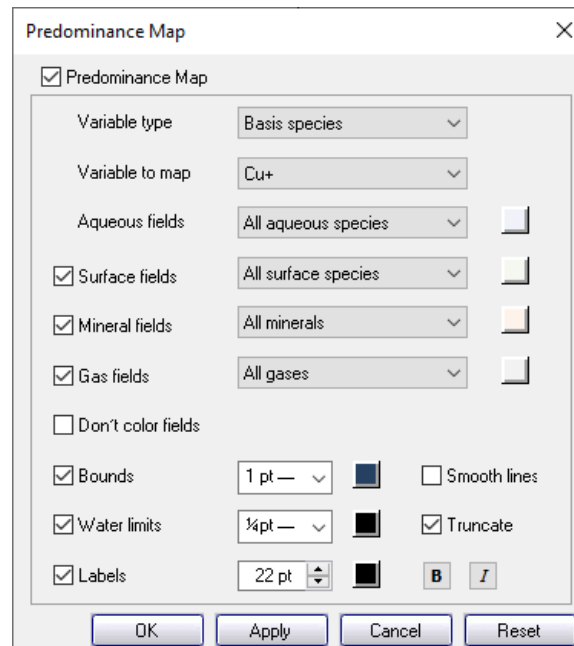 Predominance Map
Predominance Map
Variable type Basis species
Variable to map Cu+
Aqueous fields All aqueous species
Surface fields All surface species
Mineral fields All minerals
Gas fields All gases
Don't color fields
Bounds 1 pt — Smooth lines
Water limits ¼pt — Truncate
Labels 22 pt B I
OK Apply Cancel Reset